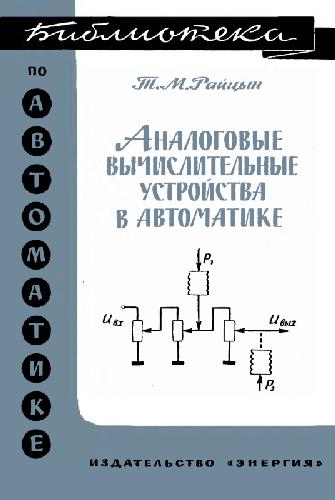 Библиотека
ПО
АВТОМАТИКЕ
Т. М. Райцын
АНАЛОГОВЫЕ
ВЫЧИСЛИТЕЛЬНЫЕ
УСТРОЙСТВА
В АВТОМАТИКЕ
P₁
Uвх
Uвых
P₂
ИЗДАТЕЛЬСТВО «ЭНЕРГИЯ»